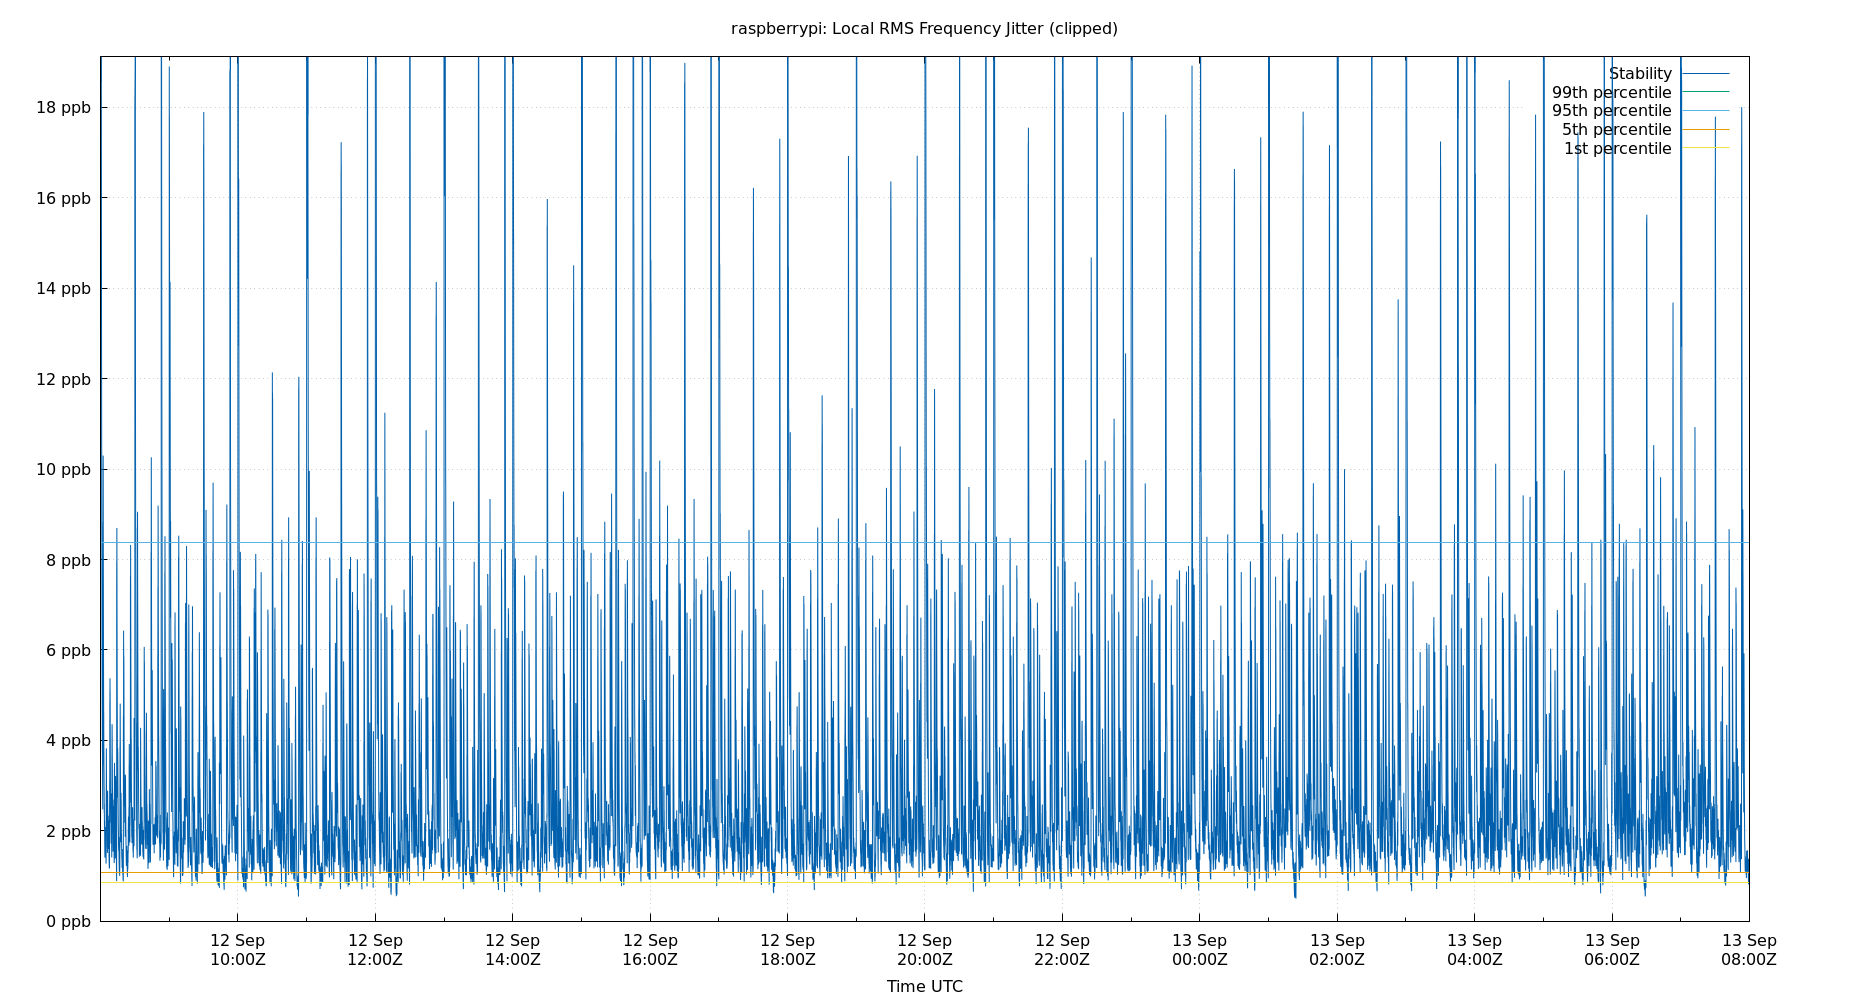 raspberrypi: Local RMS Frequency Jitter (clipped)
Stability
99th percentile
95th percentile
5th percentile
1st percentile
18 ppb
16 ppb
14 ppb
12 ppb
10 ppb
8 ppb
6 ppb
4 ppb
2 ppb
0 ppb
12 Sep 12 Sep 12 Sep 12 Sep 12 Sep 12 Sep 12 Sep 13 Sep 13 Sep 13 Sep 13 Sep 13 Sep
10:00Z 12:00Z 14:00Z 16:00Z 18:00Z 20:00Z 22:00Z 00:00Z 02:00Z 04:00Z 06:00Z 08:00Z
Time UTC